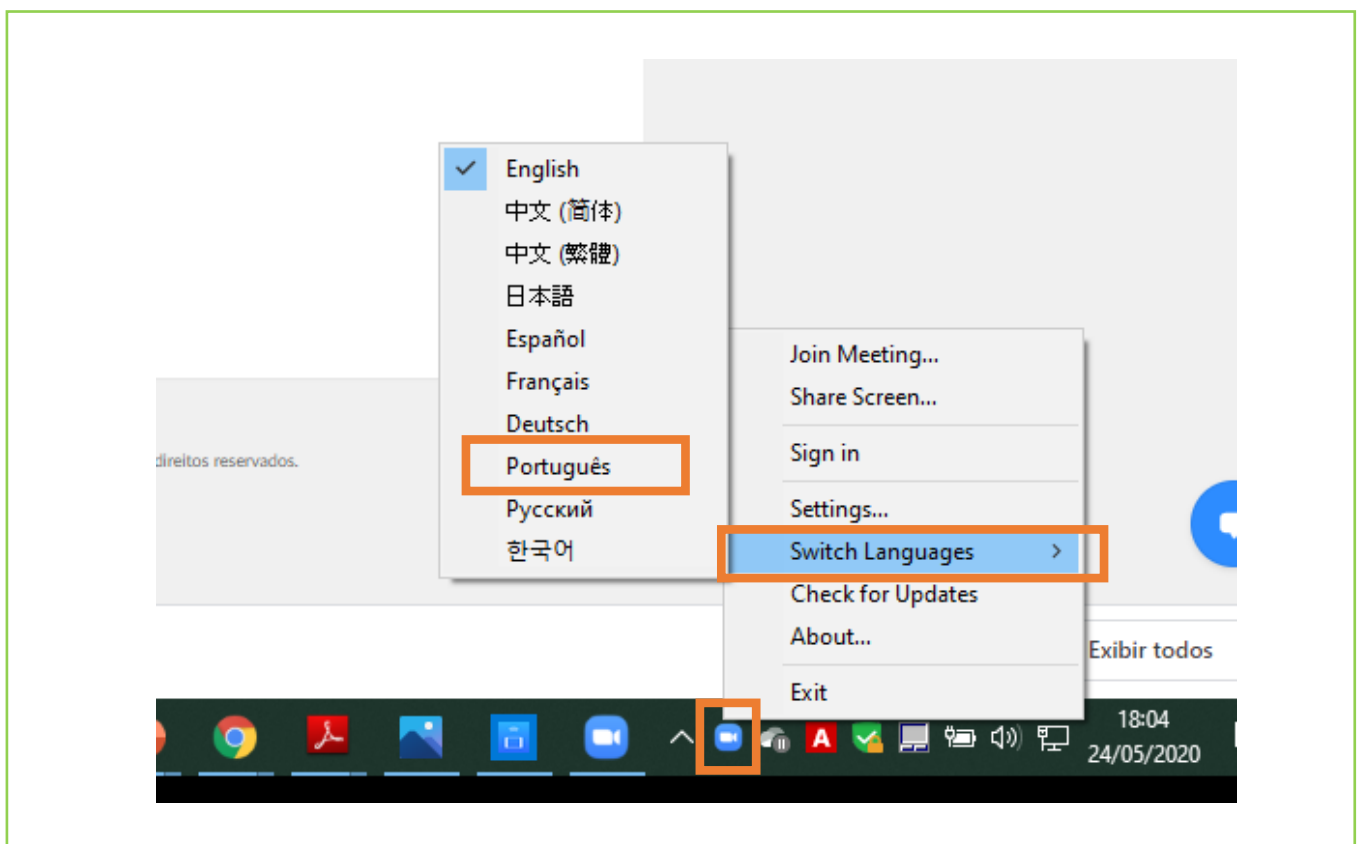 English
中文 (简体)
中文 (繁體)
日本語
Español
Français
Deutsch
Português
Русский
한국어
Join Meeting...
Share Screen...
Sign in
Settings...
Switch Languages
Check for Updates
About...
Exit
direitos reservados.
Exibir todos
A
18:04
24/05/2020